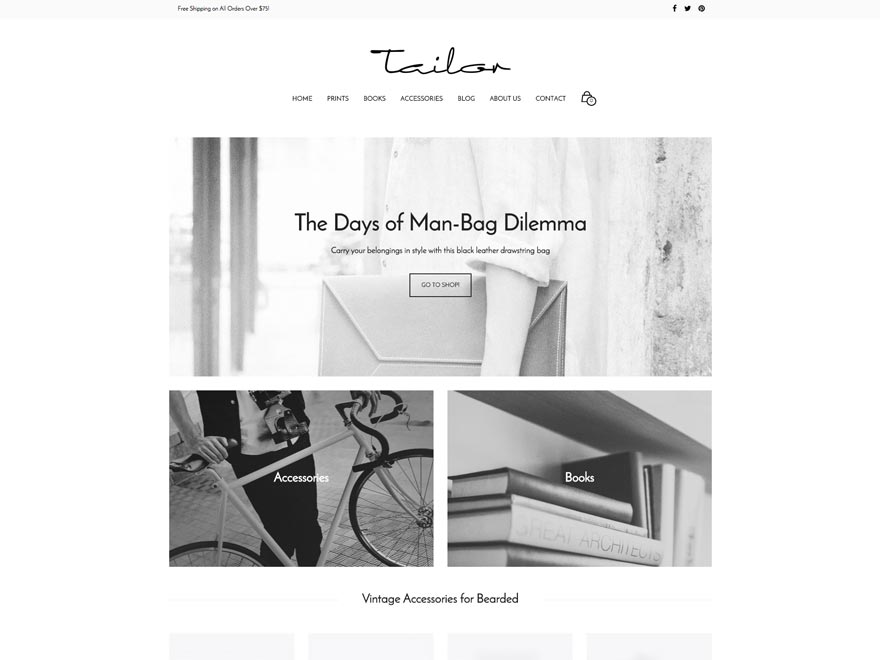 Free Shipping on All Orders Over $75!
Tailor
HOME PRINTS BOOKS ACCESSORIES BLOG ABOUT US CONTACT 0
The Days of Man-Bag Dilemma
Carry your belongings in style with this black leather drawstring bag
GO TO SHOP!
Accessories
Books
GREAT ARCHITECTS
Vintage Accessories for Bearded